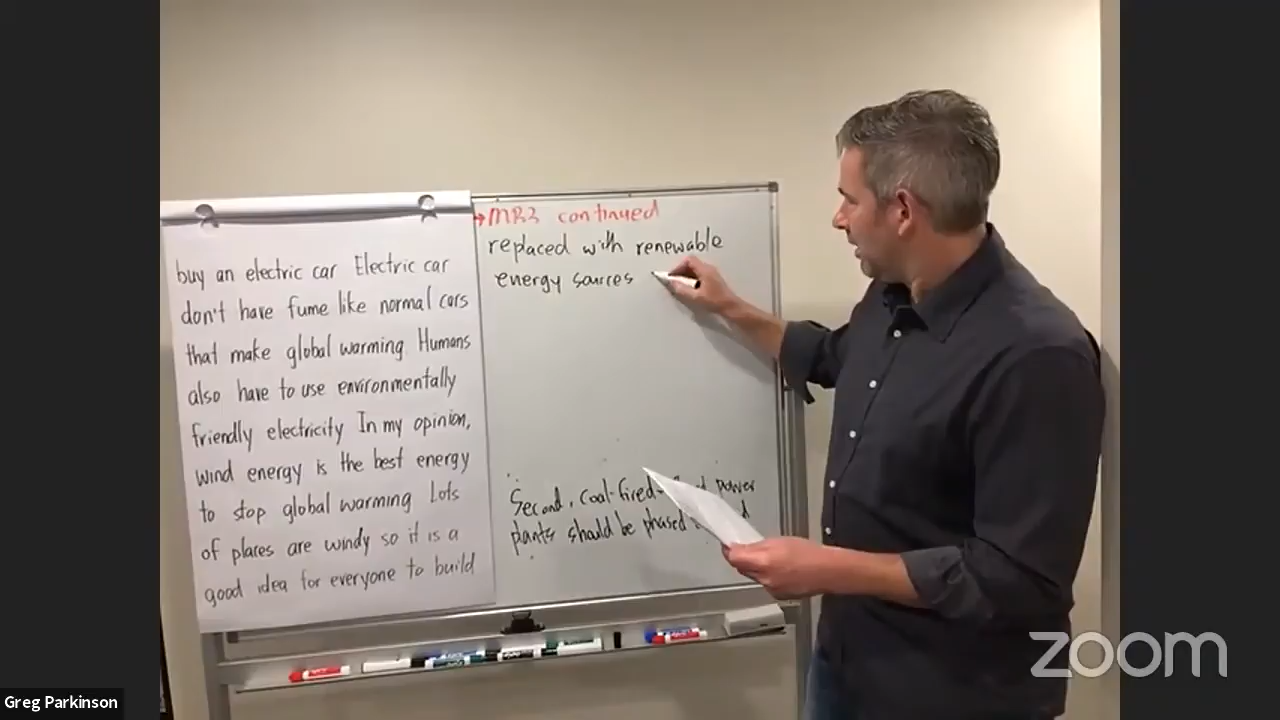 buy an electric car Electric car
don't have fume like normal cars
that make global warming Humans
also have to use environmentally
friendly electricity In my opinion,
wind energy is the best energy
to stop global warming Lots
of places are windy so it is a
good idea for everyone to build
→MR3 continued
replaced with renewable
energy sources
Second, coal-fired power
plants should be phased
Greg Parkinson
zoom